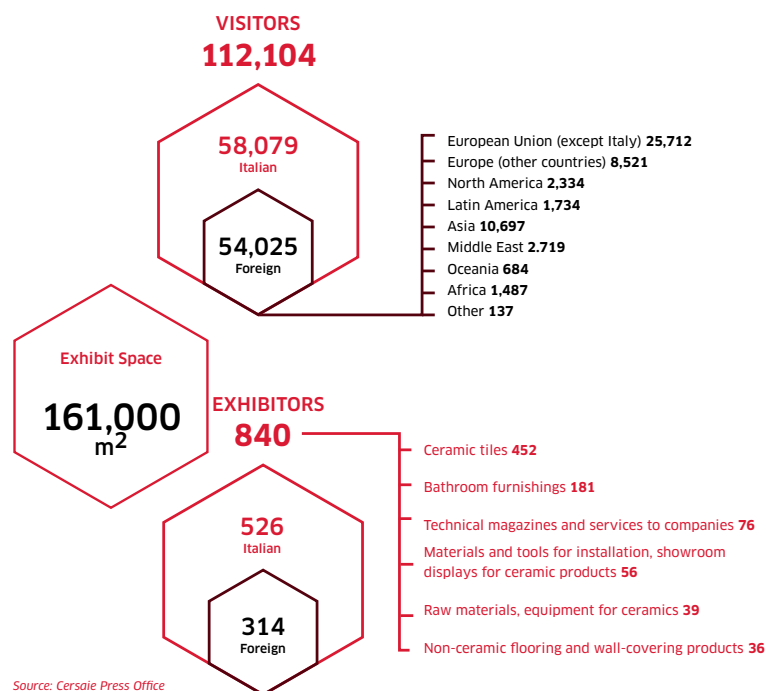 VISITORS
112,104
58,079
Italian
54,025
Foreign
European Union (except Italy) 25,712
Europe (other countries) 8,521
North America 2,334
Latin America 1,734
Asia 10,697
Middle East 2.719
Oceania 684
Africa 1,487
Other 137
Exhibit Space
161,000
m²
EXHIBITORS
840
526
Italian
314
Foreign
Ceramic tiles 452
Bathroom furnishings 181
Technical magazines and services to companies 76
Materials and tools for installation, showroom
displays for ceramic products 56
Raw materials, equipment for ceramics 39
Non-ceramic flooring and wall-covering products 36
Source: Cersaie Press Office